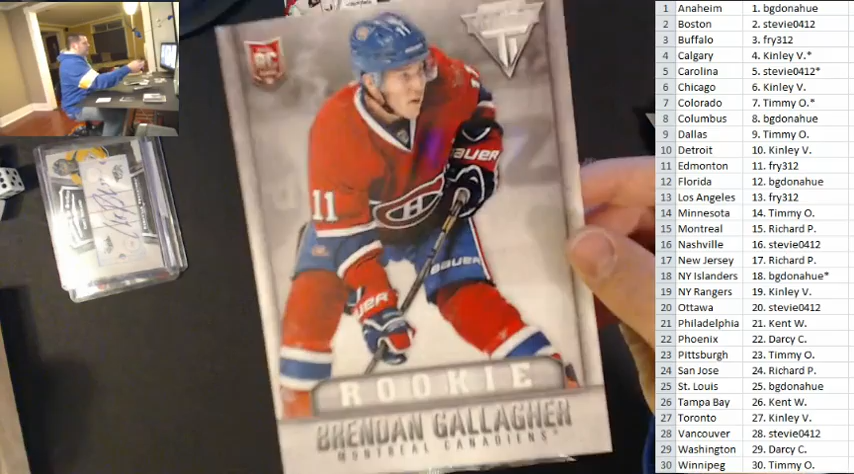 RC
11
BAUER
11
BAUER
BAUER
ROOKIE
BRENDAN GALLAGHER
MONTREAL CANADIENS
1 Anaheim 1. bgdonahue
2 Boston 2. stevie0412
3 Buffalo 3. fry312
4 Calgary 4. Kinley V.*
5 Carolina 5. stevie0412*
6 Chicago 6. Kinley V.
7 Colorado 7. Timmy O.*
8 Columbus 8. bgdonahue
9 Dallas 9. Timmy O.
10 Detroit 10. Kinley V.
11 Edmonton 11. fry312
12 Florida 12. bgdonahue
13 Los Angeles 13. fry312
14 Minnesota 14. Timmy O.
15 Montreal 15. Richard P.
16 Nashville 16. stevie0412
17 New Jersey 17. Richard P.
18 NY Islanders 18. bgdonahue*
19 NY Rangers 19. Kinley V.
20 Ottawa 20. stevie0412
21 Philadelphia 21. Kent W.
22 Phoenix 22. Darcy C.
23 Pittsburgh 23. Timmy O.
24 San Jose 24. Richard P.
25 St. Louis 25. bgdonahue
26 Tampa Bay 26. Kent W.
27 Toronto 27. Kinley V.
28 Vancouver 28. stevie0412
29 Washington 29. Darcy C.
30 Winnipeg 30. Timmy O.